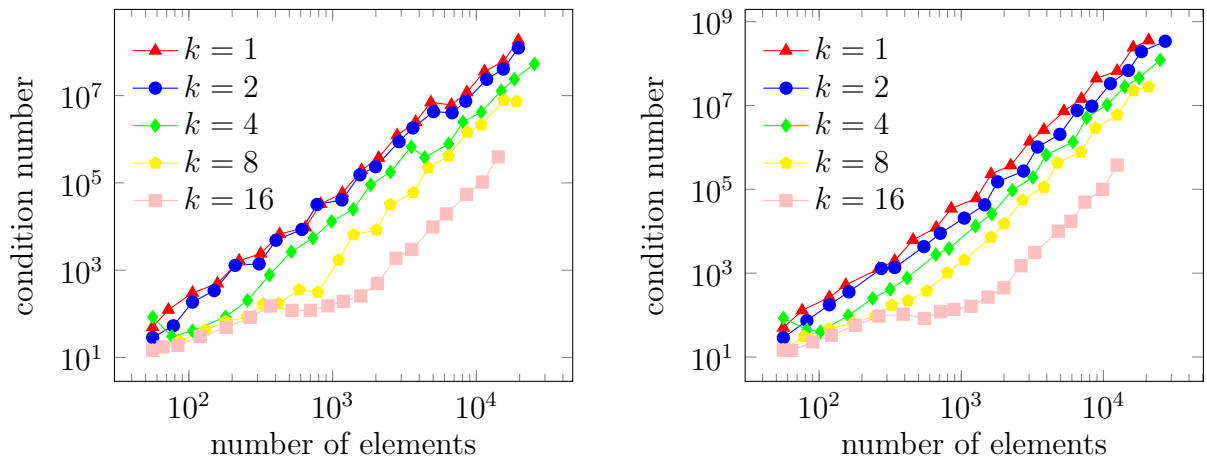 10^7
10^5
10^3
10^1
condition number
k = 1
k = 2
k = 4
k = 8
k = 16
10^2
10^3
10^4
number of elements
10^9
10^7
10^5
10^3
10^1
condition number
k = 1
k = 2
k = 4
k = 8
k = 16
10^2
10^3
10^4
number of elements